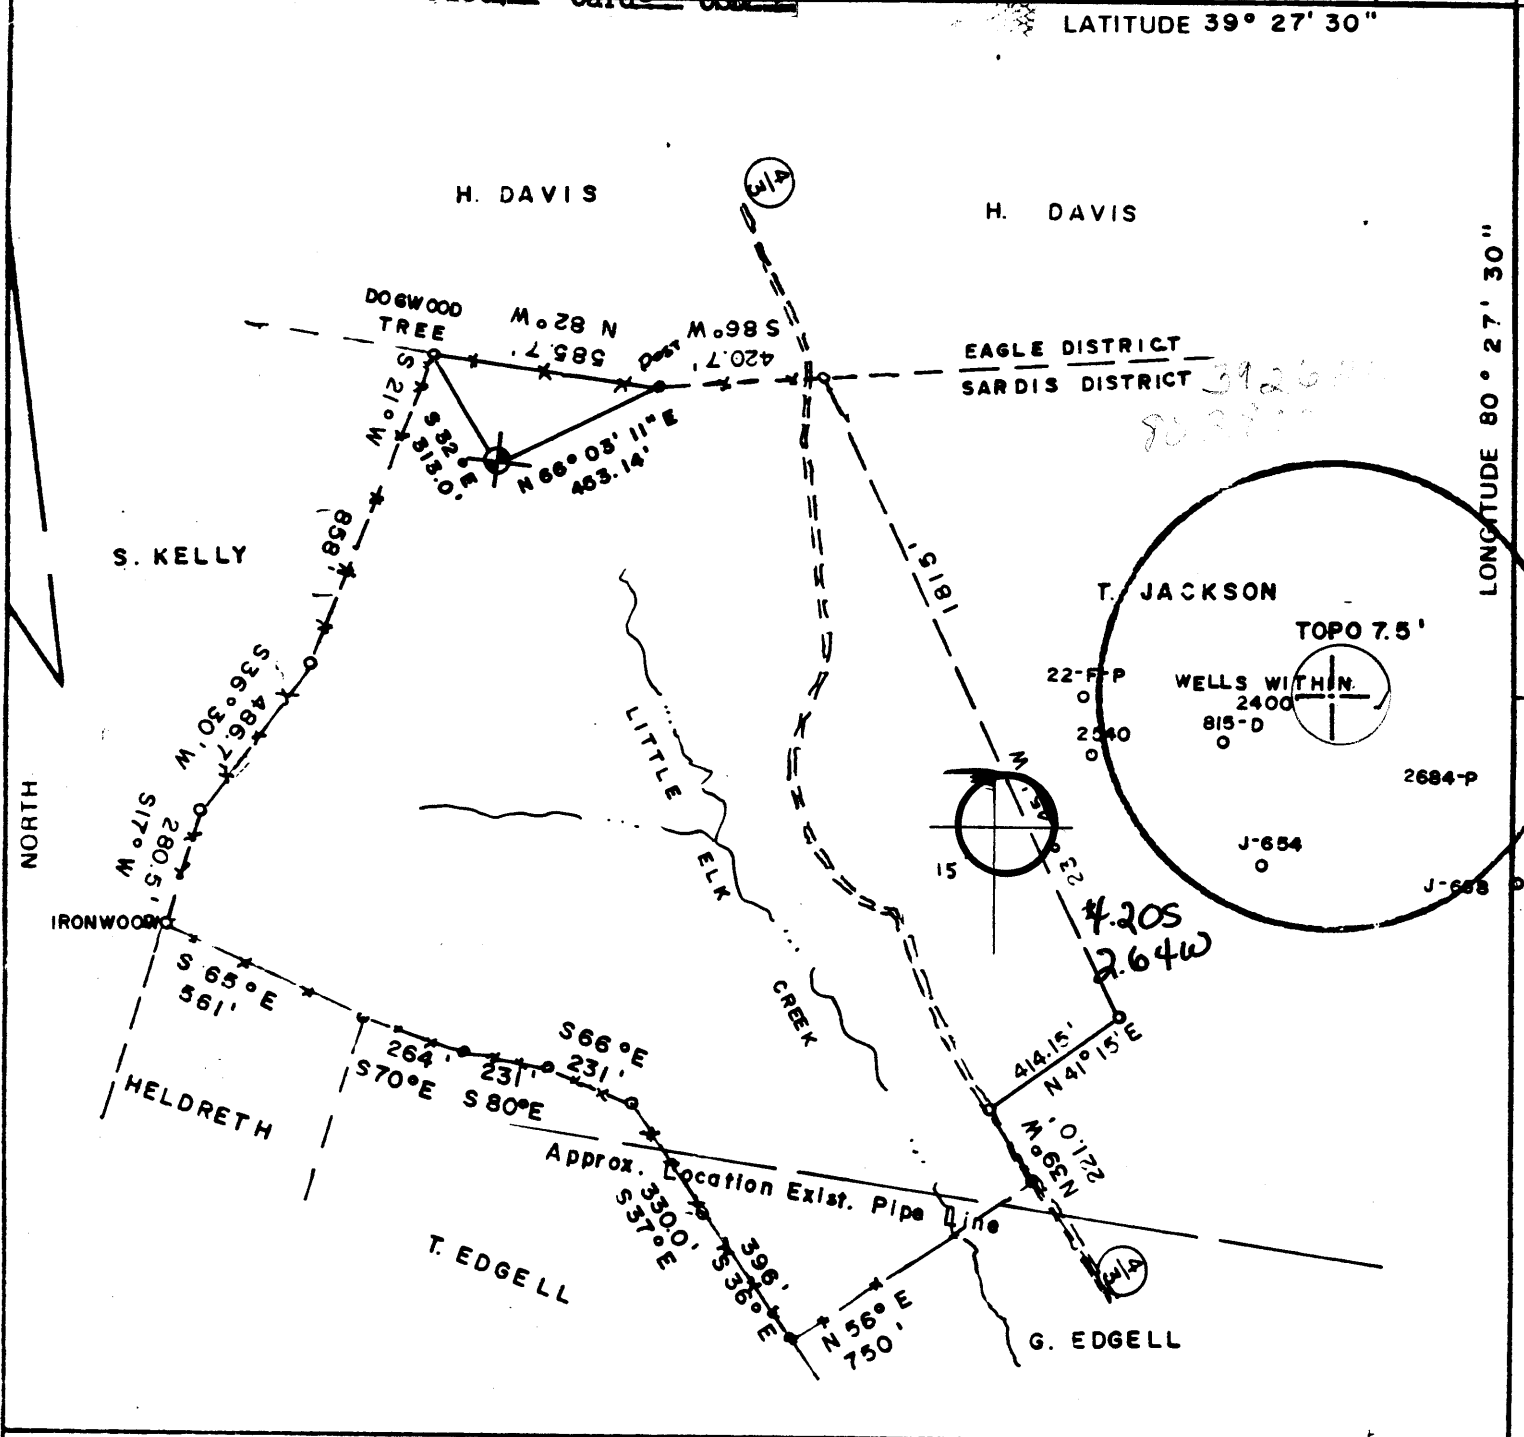 LATITUDE 39° 27' 30"
H. DAVIS
H. DAVIS
4/3
LONGITUDE 80° 27' 30"
DOGWOOD
TREE
N 82° W
585.7'
Post
S 86° W
420.7'
EAGLE DISTRICT
SARDIS DISTRICT
S 21° W
858'
S 32° E
313.0'
N 66° 03' 11" E
453.14'
S. KELLY
1815'
T. JACKSON
TOPO 7.5'
22-F-P
WELLS WITHIN
2400
815-D
2540
2684-P
J-654
J-658
S 36° 30' W
486.7'
LITTLE
ELK
CREEK
NORTH
S 17° W
280.5'
IRONWOOD
15
23
4.20S
2.64W
S 65° E
561'
264'
S 70° E
231'
S 80° E
S 66° E
231'
414.15'
N 41° 15' E
HELDRETH
N 39° W
221.0'
Approx. Location Exist. Pipe Line
330.0'
S 37° E
396'
S 36° E
T. EDGELL
N 56° E
750'
4/3
G. EDGELL